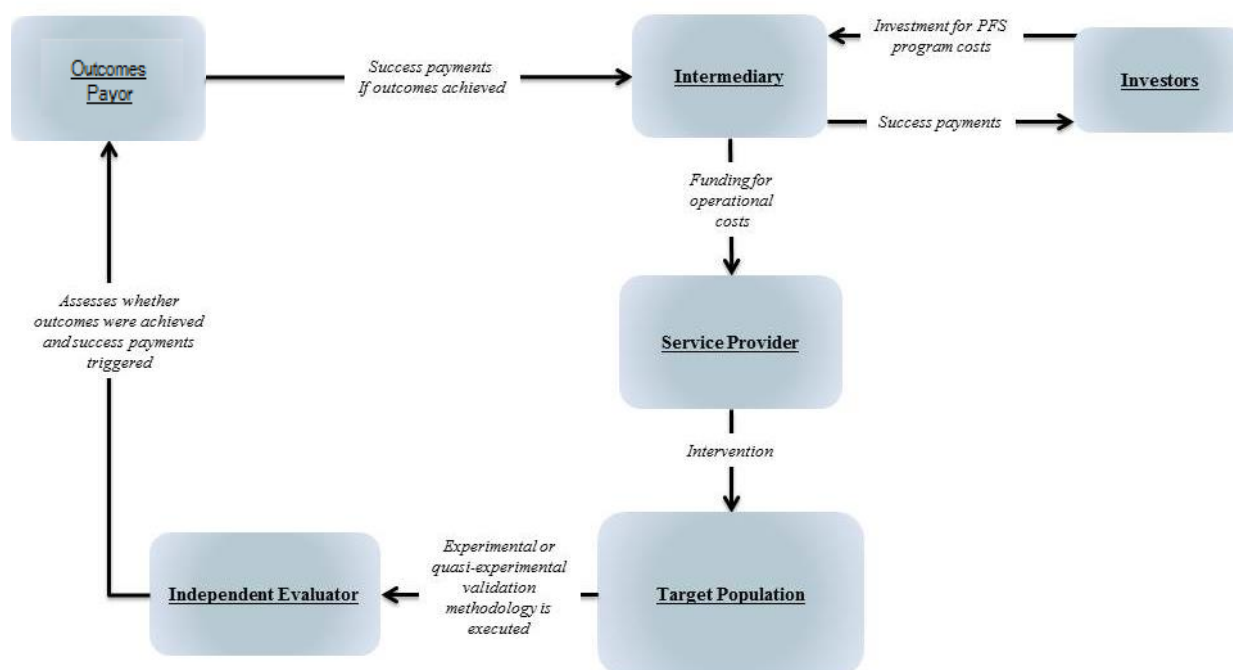 Outcomes
Payor
Success payments
If outcomes achieved
Intermediary
Investment for PFS
program costs
Investors
Success payments
Funding for
operational
costs
Service Provider
Assesses whether
outcomes were achieved
and success payments
triggered
Intervention
Independent Evaluator
Experimental or
quasi-experimental
validation
methodology is
executed
Target Population